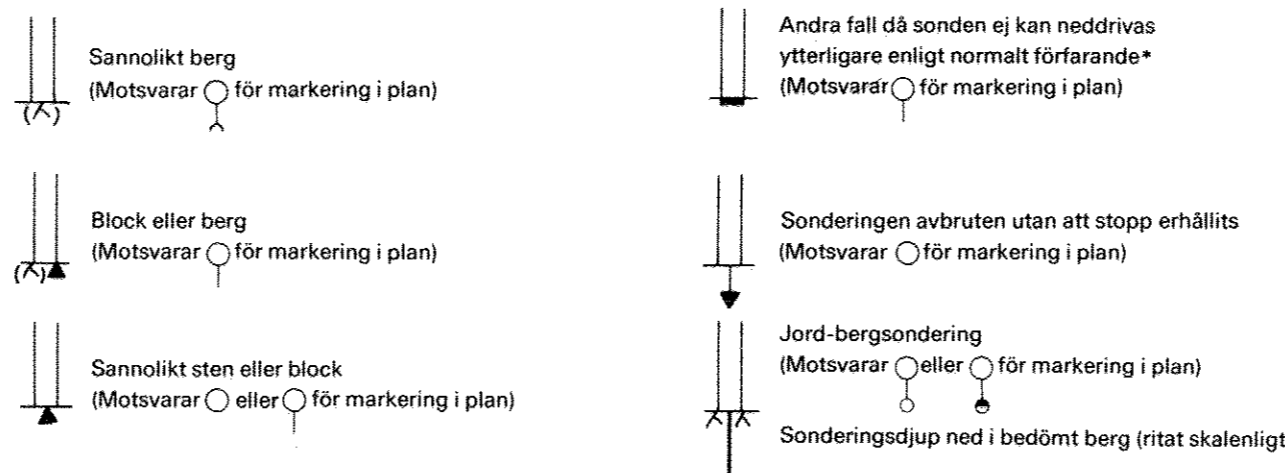 Sannolikt berg
(Motsvarar för markering i plan)
Block eller berg
(Motsvarar för markering i plan)
Sannolikt sten eller block
(Motsvarar eller för markering i plan)
Andra fall då sonden ej kan neddrivas
ytterligare enligt normalt förfarande*
(Motsvarar för markering i plan)
Sonderingen avbruten utan att stopp erhållits
(Motsvarar för markering i plan)
Jord-bergsondering
(Motsvarar eller för markering i plan)
Sonderingsdjup ned i bedömt berg (ritat skalenligt